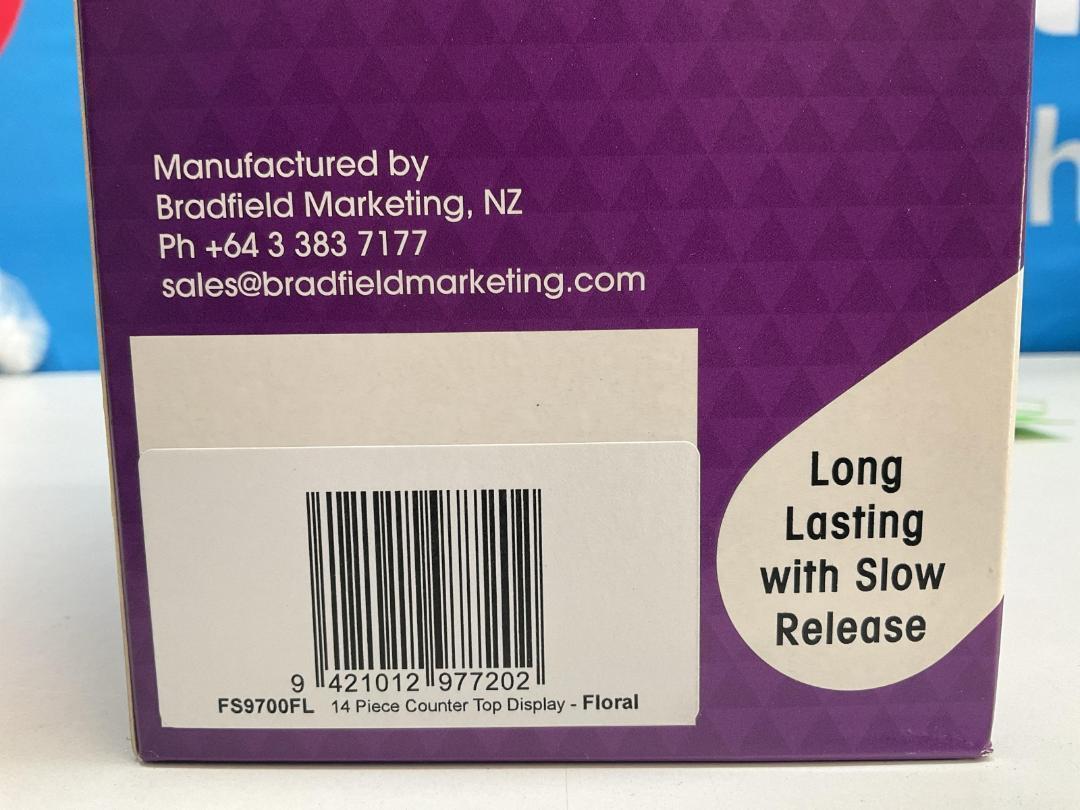 Manufactured by
Bradfield Marketing, NZ
Ph +64 3 383 7177
sales@bradfieldmarketing.com
Long
Lasting
with Slow
Release
9 421012 977202
FS9700FL 14 Piece Counter Top Display - Floral